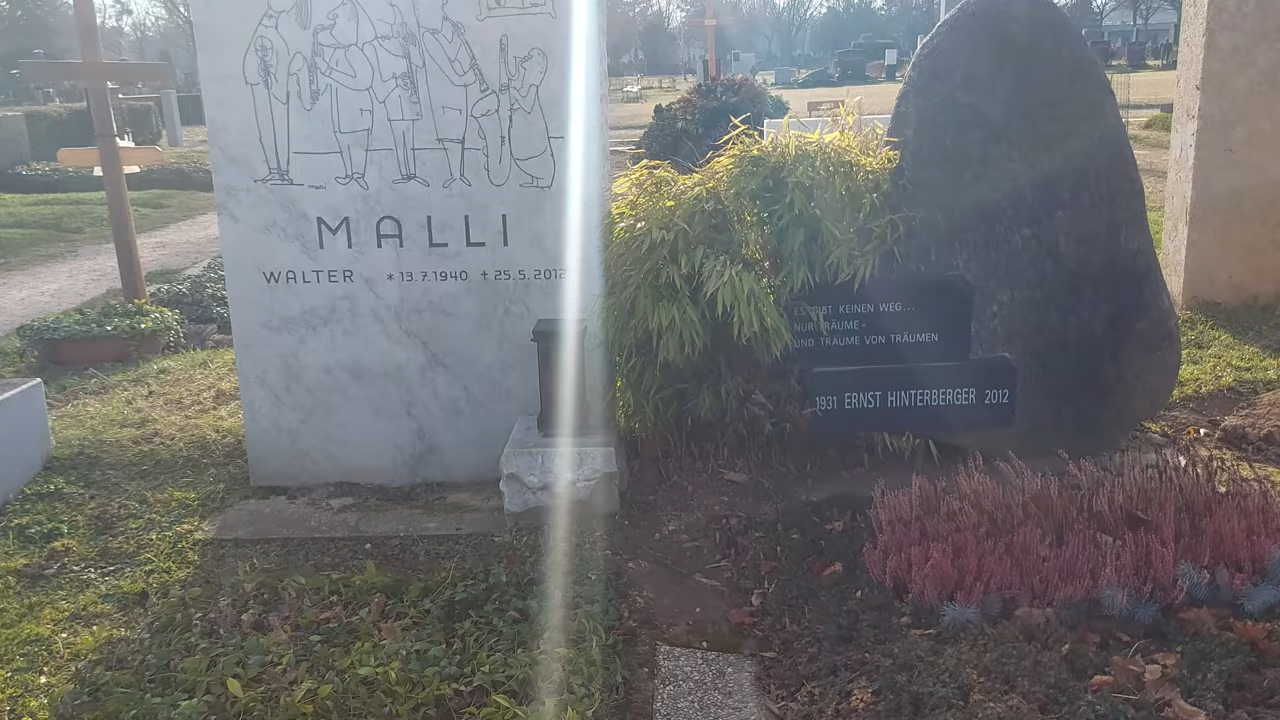 malli
MALLI
WALTER *13.7.1940 †25.5.2012
ES GIBT KEINEN WEG...
NUR TRÄUME -
UND TRÄUME VON TRÄUMEN
1931 ERNST HINTERBERGER 2012